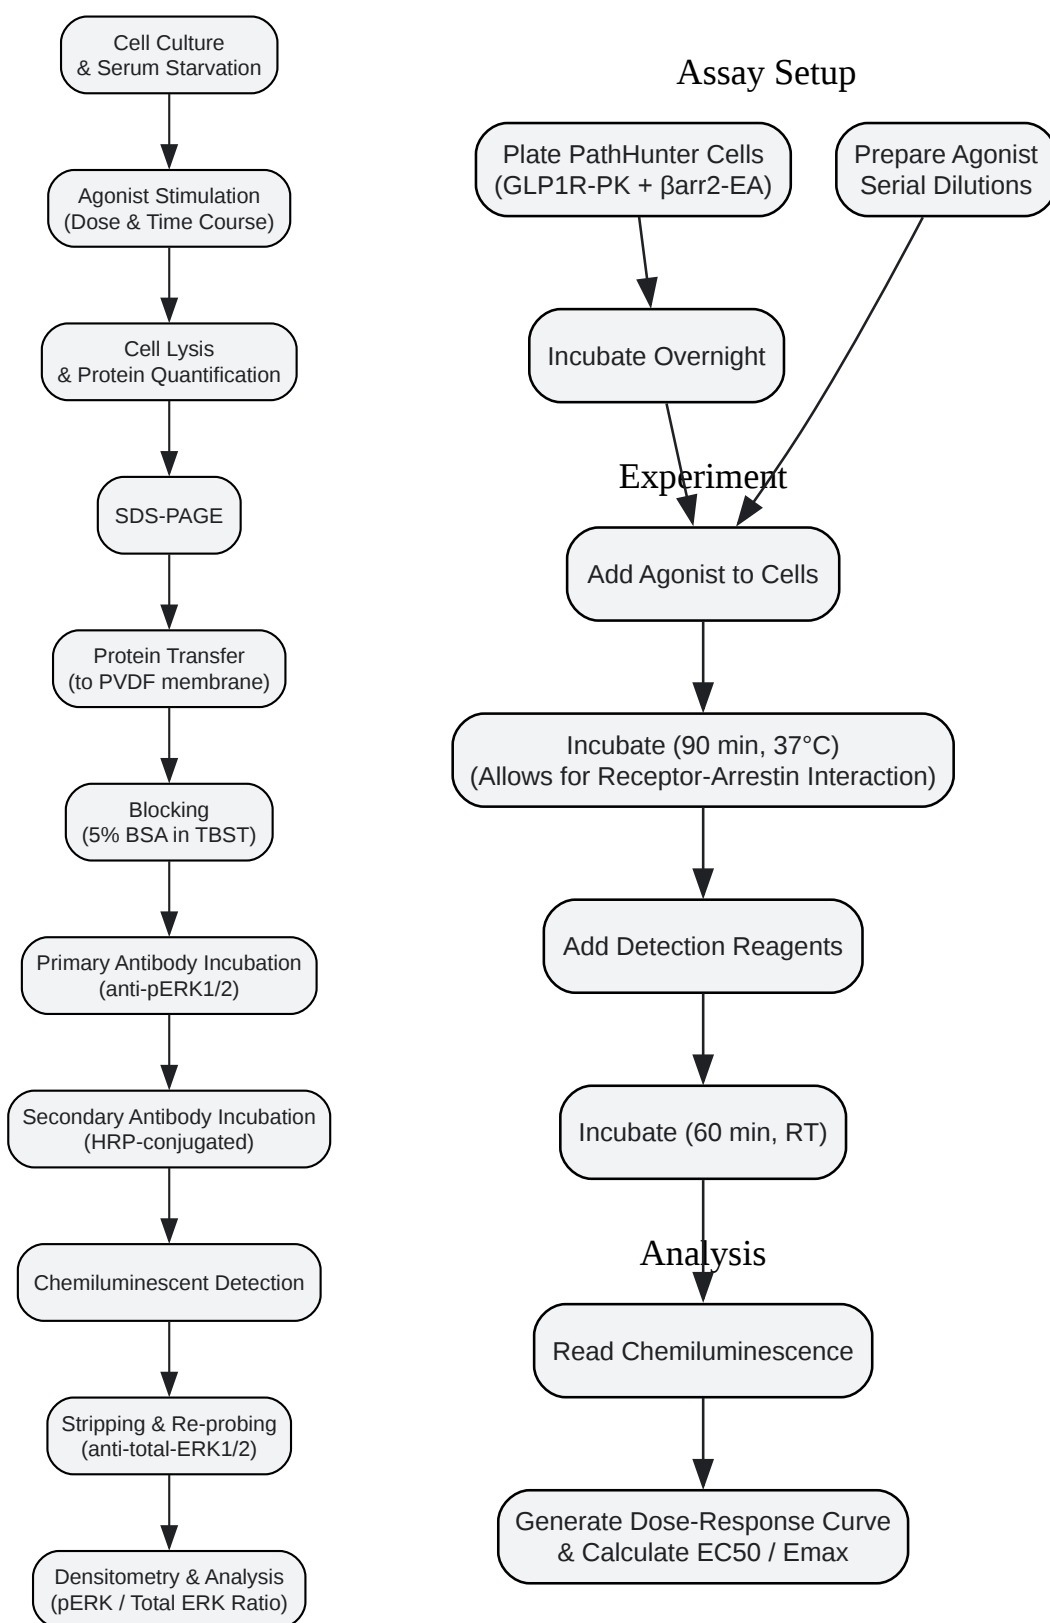 Cell Culture
& Serum Starvation
Agonist Stimulation
(Dose & Time Course)
Cell Lysis
& Protein Quantification
SDS-PAGE
Protein Transfer
(to PVDF membrane)
Blocking
(5% BSA in TBST)
Primary Antibody Incubation
(anti-pERK1/2)
Secondary Antibody Incubation
(HRP-conjugated)
Chemiluminescent Detection
Stripping & Re-probing
(anti-total-ERK1/2)
Densitometry & Analysis
(pERK / Total ERK Ratio)
Assay Setup
Plate PathHunter Cells
(GLP1R-PK + βarr2-EA)
Prepare Agonist
Serial Dilutions
Incubate Overnight
Experiment
Add Agonist to Cells
Incubate (90 min, 37°C)
(Allows for Receptor-Arrestin Interaction)
Add Detection Reagents
Incubate (60 min, RT)
Analysis
Read Chemiluminescence
Generate Dose-Response Curve
& Calculate EC50 / Emax